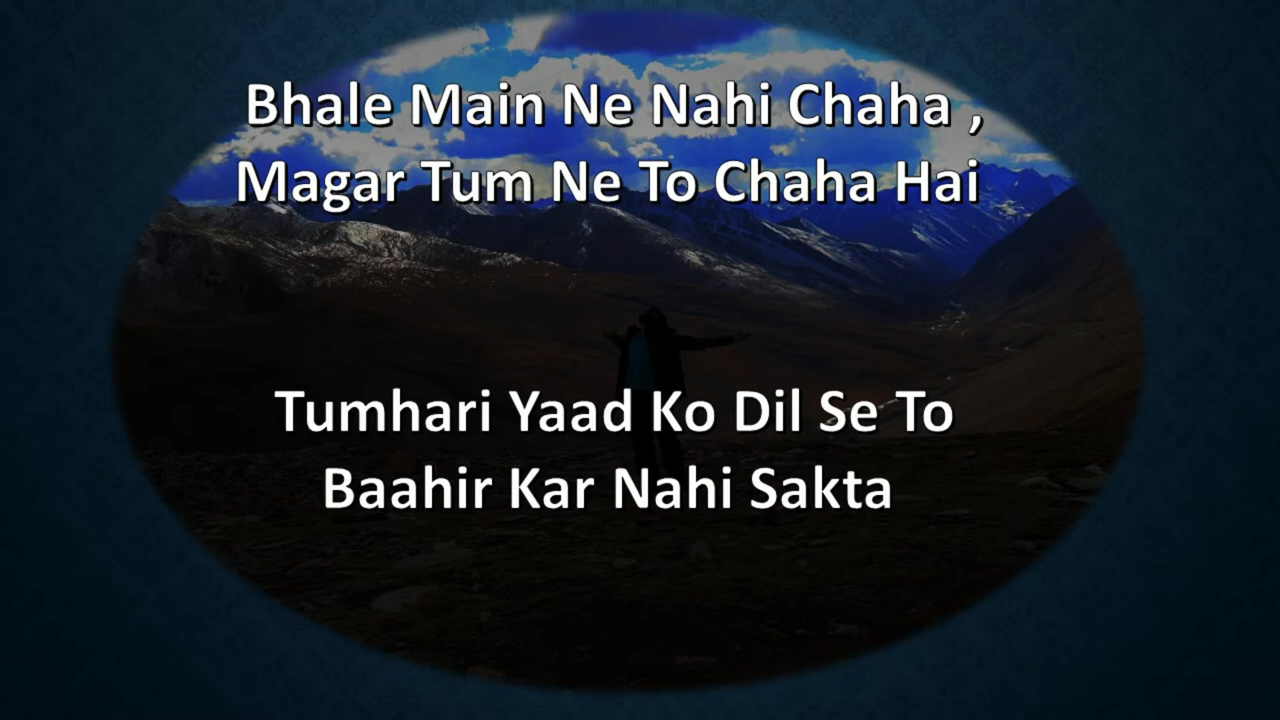 Bhale Main Ne Nahi Chaha ,
Magar Tum Ne To Chaha Hai
Tumhari Yaad Ko Dil Se To
Baahir Kar Nahi Sakta